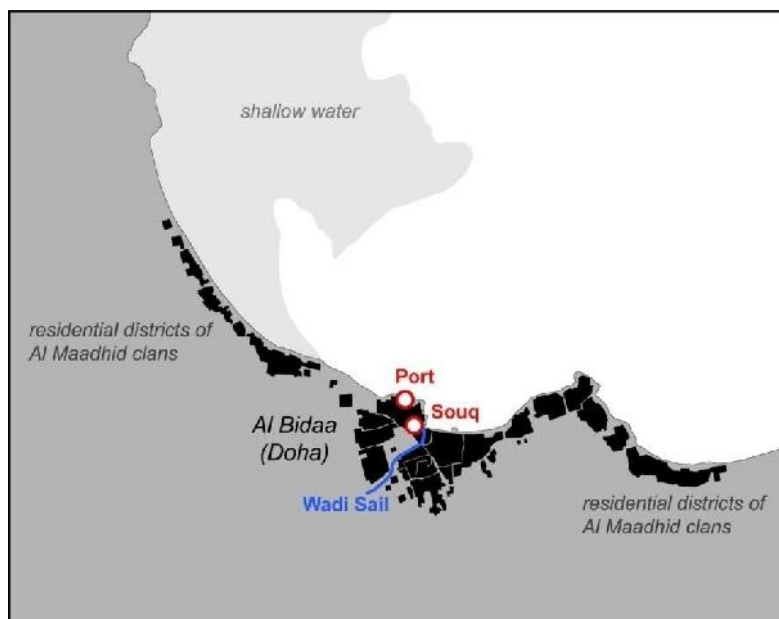 shallow water
residential districts of
Al Maadhid clans
Port
Souq
Al Bidaa
(Doha)
Wadi Sail
residential districts of
Al Maadhid clans